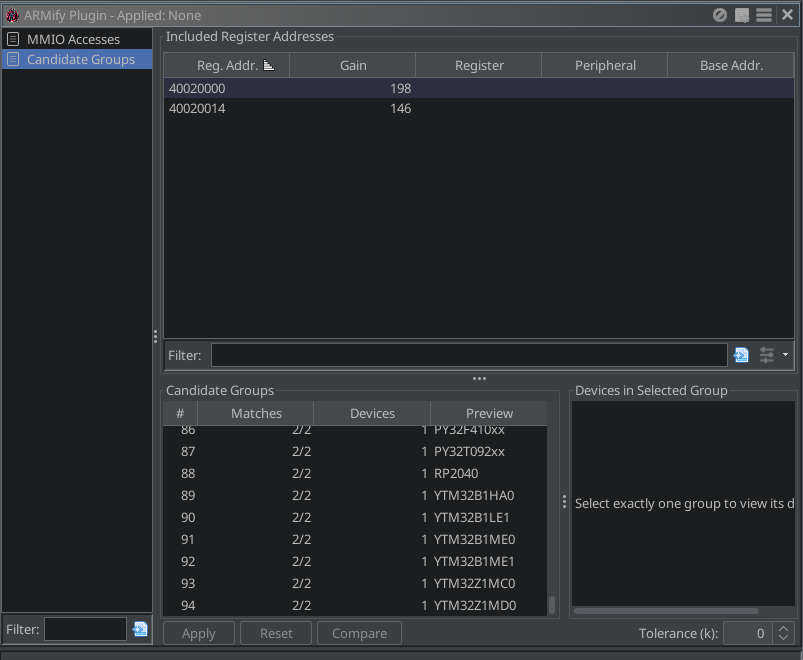 ARMify Plugin - Applied: None
MMIO Accesses
Candidate Groups
Included Register Addresses
Reg. Addr. Gain Register Peripheral Base Addr.
40020000 198
40020014 146
Filter:
Candidate Groups
# Matches Devices Preview
86 2/2 1 PY32F410xx
87 2/2 1 PY32T092xx
88 2/2 1 RP2040
89 2/2 1 YTM32B1HA0
90 2/2 1 YTM32B1LE1
91 2/2 1 YTM32B1ME0
92 2/2 1 YTM32B1ME1
93 2/2 1 YTM32Z1MC0
94 2/2 1 YTM32Z1MD0
Devices in Selected Group
Select exactly one group to view its d
Filter:
Apply Reset Compare Tolerance (k): 0